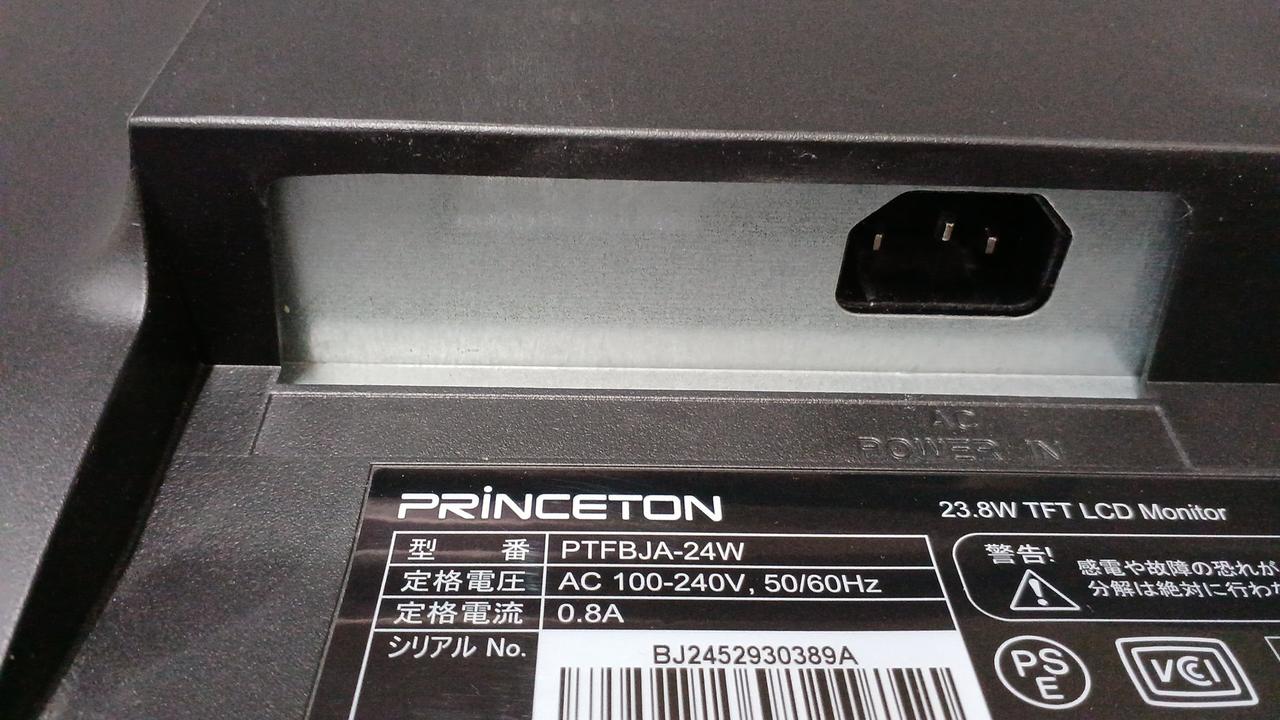 AC
POWER IN
PRINCETON
23.8W TFT LCD Monitor
型 番 PTFBJA-24W
定格電圧 AC 100-240V, 50/60Hz
定格電流 0.8A
シリアル No.
BJ2452930389A
警告!
感電や故障の恐れが
分解は絶対に行わ
PS
E
VCI